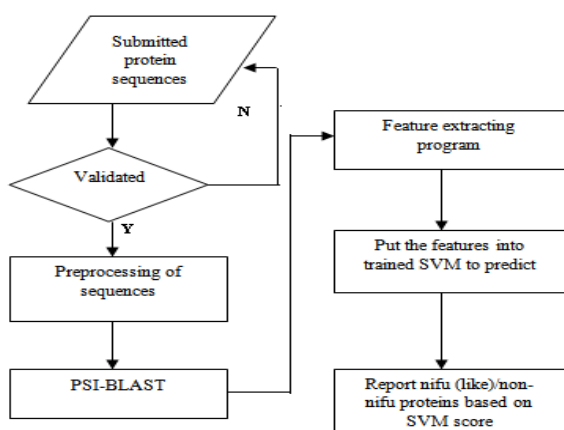 Submitted
protein
sequences
N
Validated
Y
Preprocessing of
sequences
PSI-BLAST
Feature extracting
program
Put the features into
trained SVM to predict
Report nifu (like)/non-
nifu proteins based on
SVM score